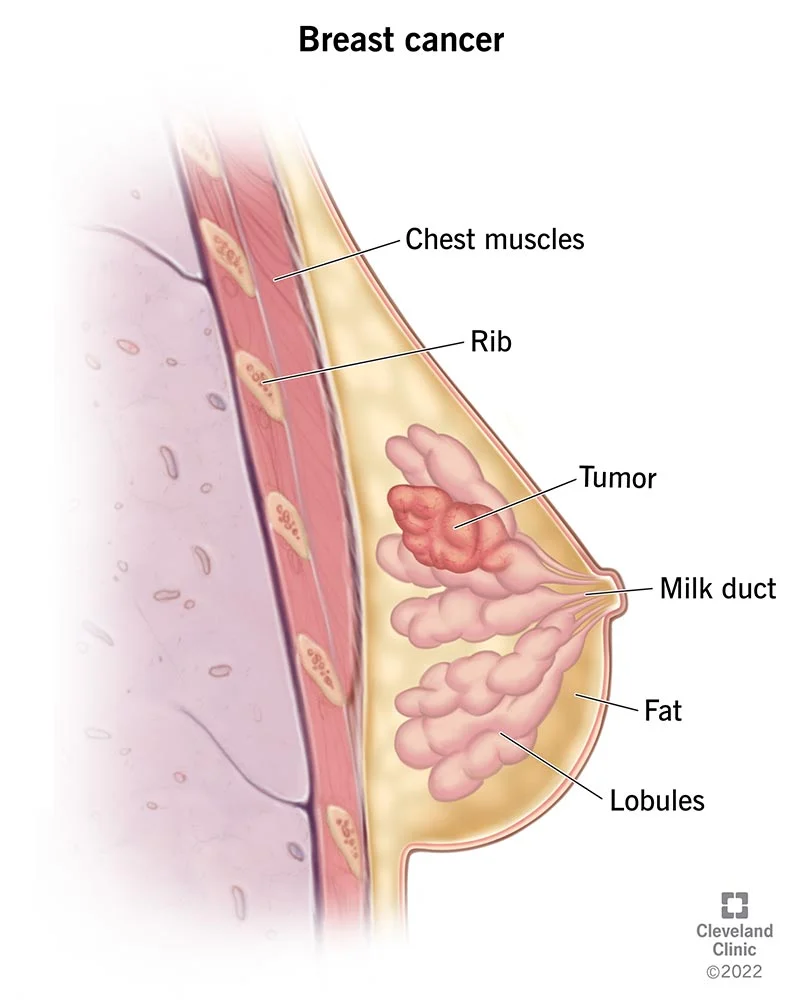 Breast cancer
Chest muscles
Rib
Tumor
Milk duct
Fat
Lobules
Cleveland
Clinic
©2022